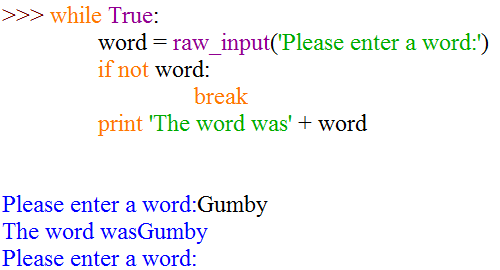 >>> while True:
word = raw_input('Please enter a word:')
if not word:
break
print 'The word was' + word
Please enter a word:Gumby
The word wasGumby
Please enter a word: